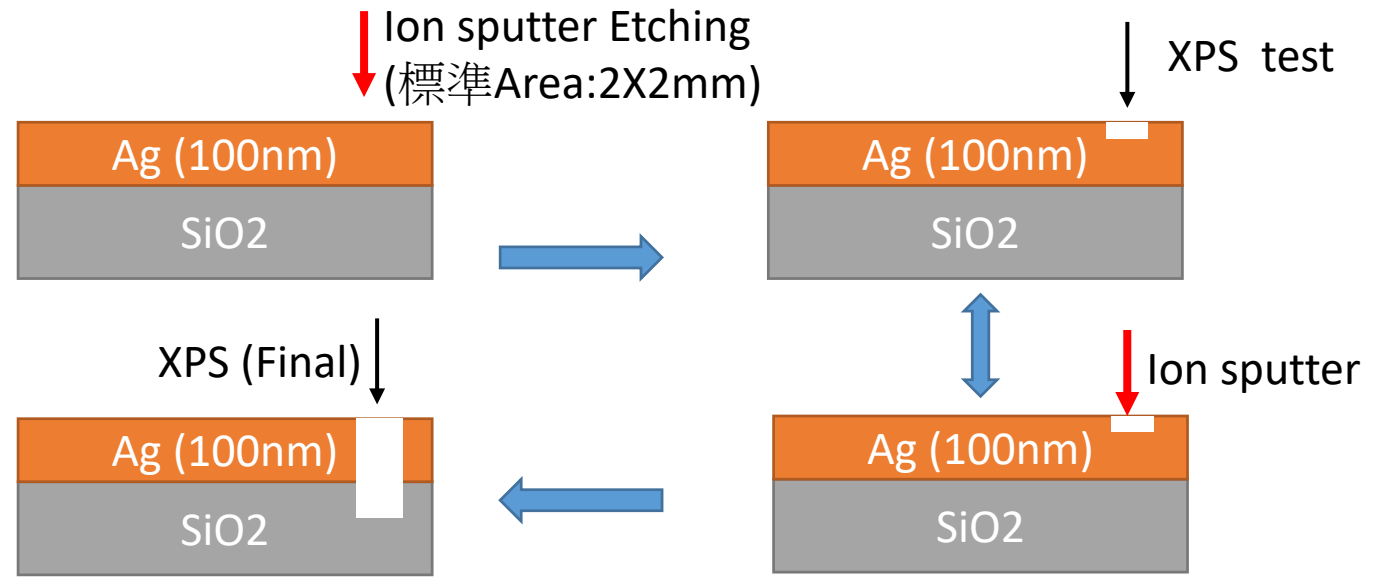 Ion sputter Etching
(標準Area:2X2mm)
Ag (100nm)
SiO2
XPS test
Ag (100nm)
SiO2
XPS (Final)
Ag (100nm)
SiO2
Ion sputter
Ag (100nm)
SiO2